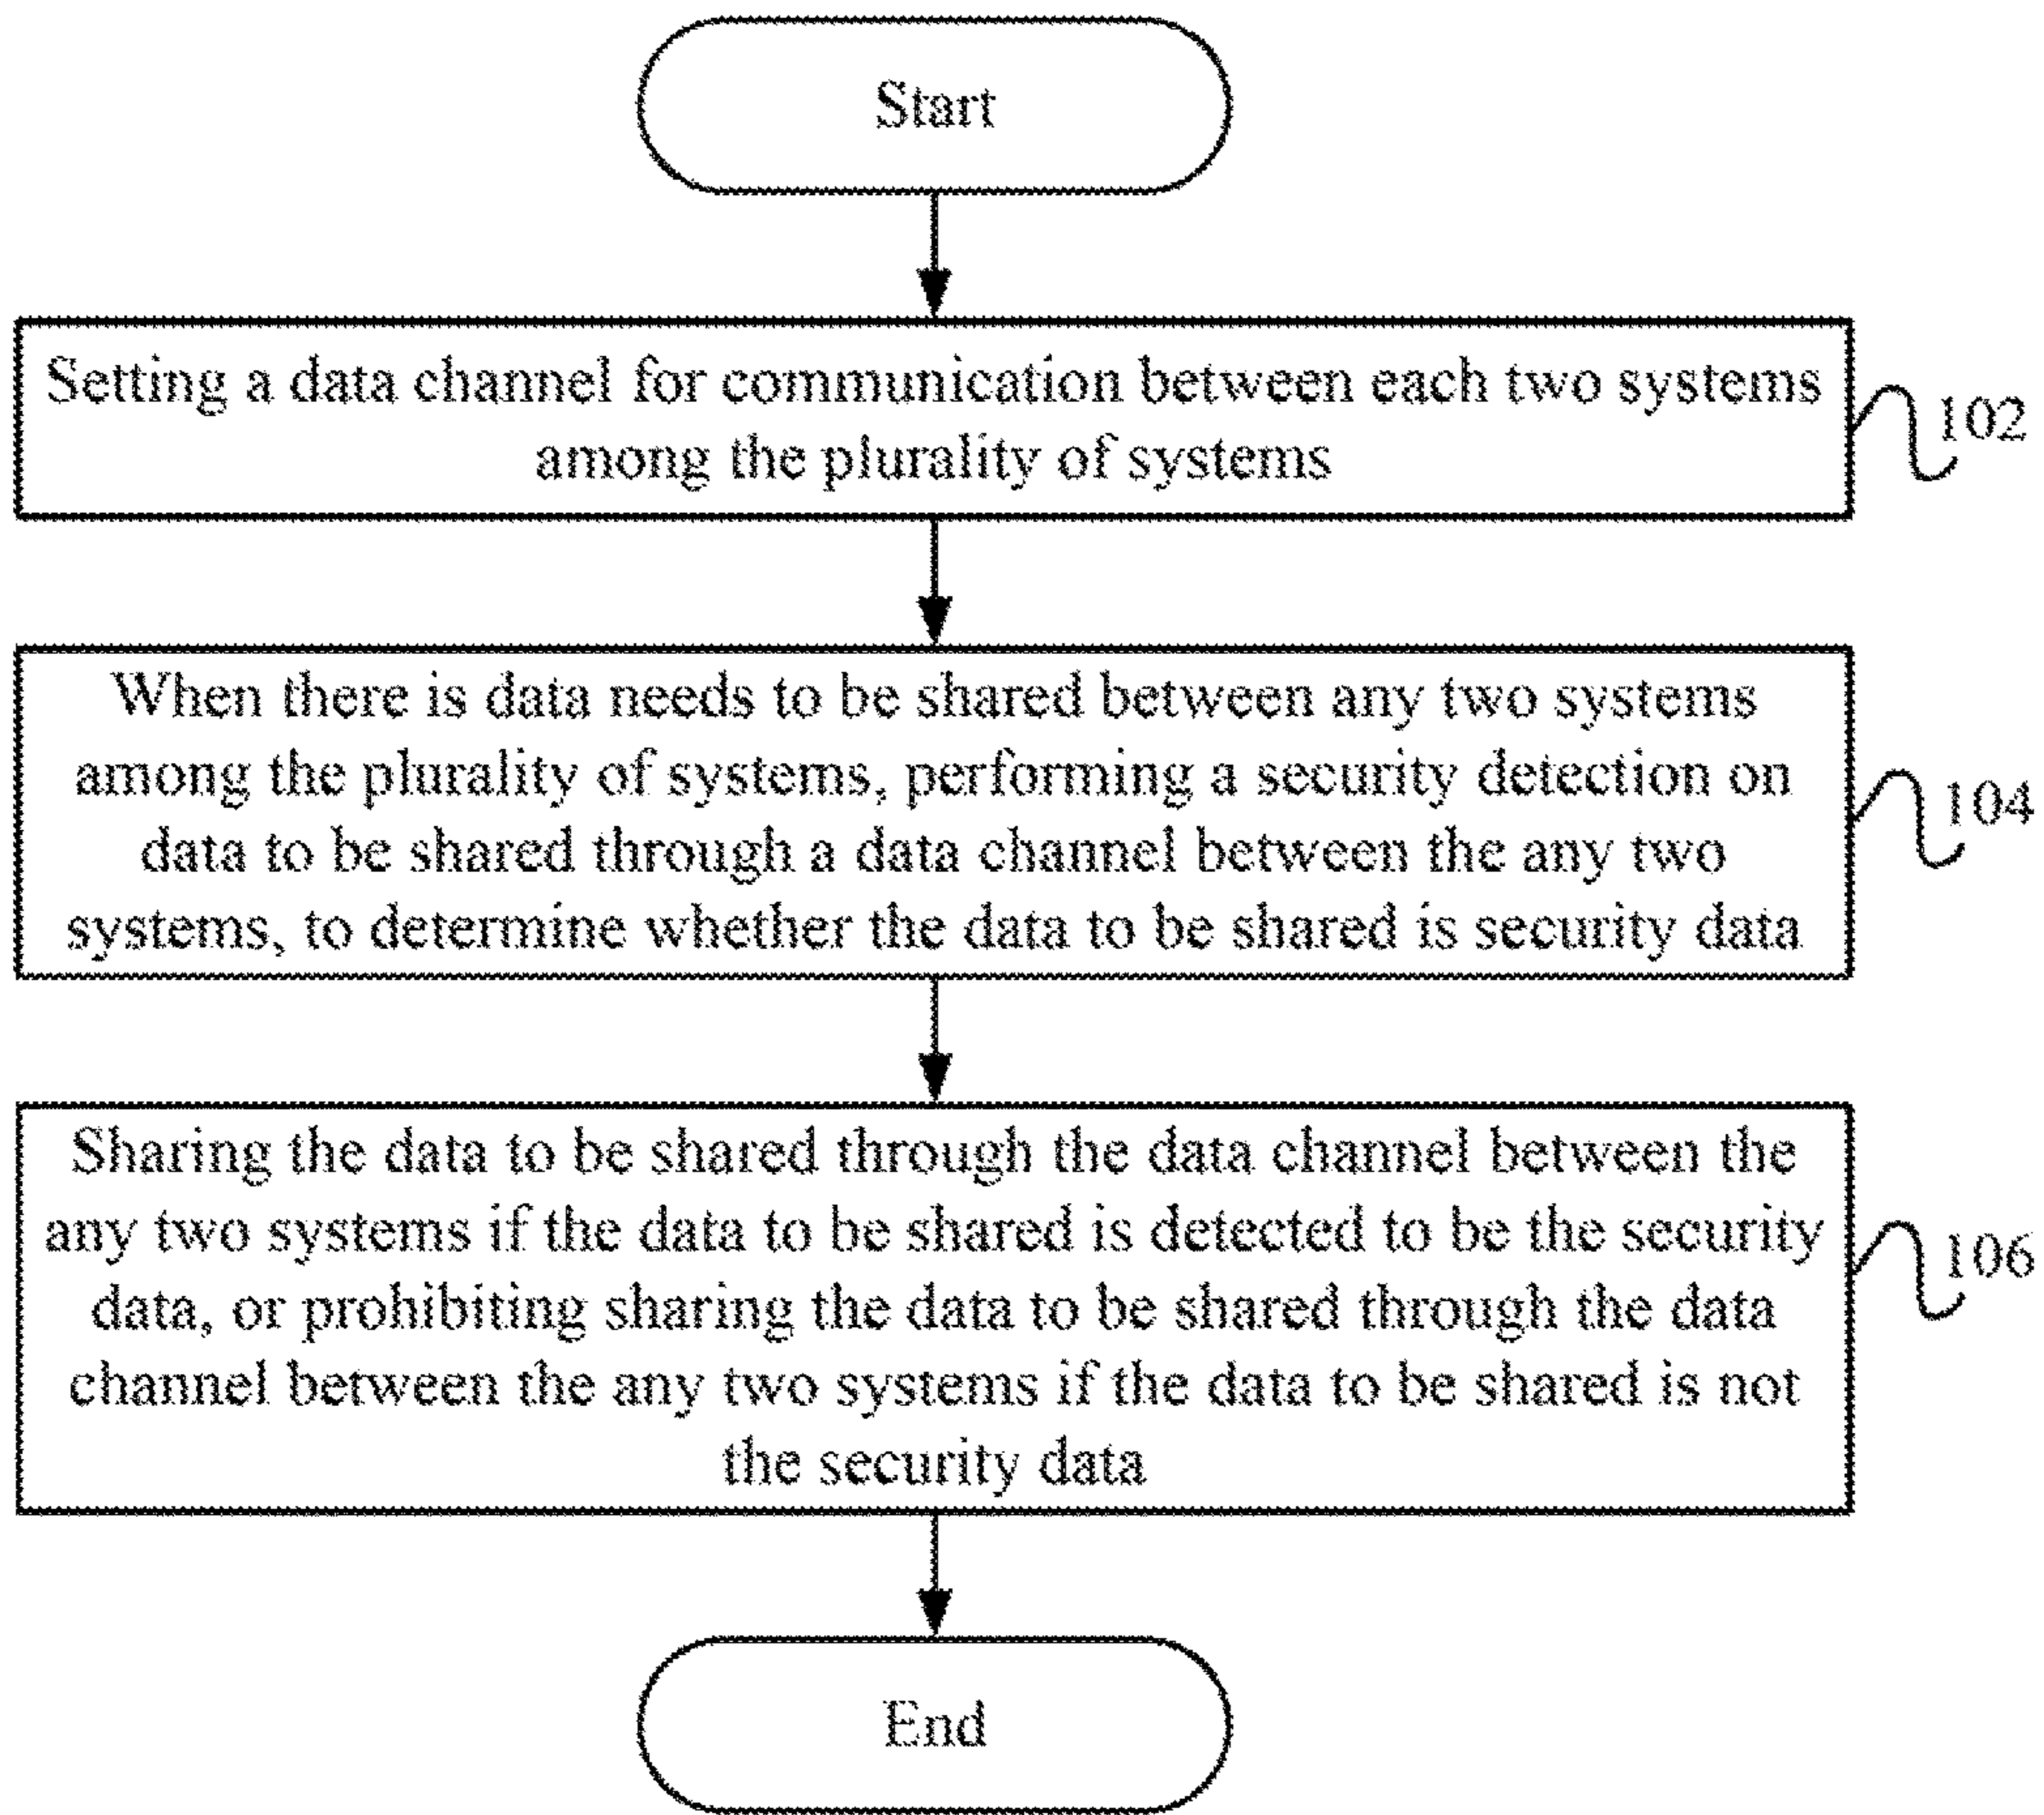 Start
Setting a data channel for communication between each two systems
among the plurality of systems
102
When there is data needs to be shared between any two systems
among the plurality of systems, performing a security detection on
data to be shared through a data channel between the any two
systems, to determine whether the data to be shared is security data
104
Sharing the data to be shared through the data channel between the
any two systems if the data to be shared is detected to be the security
data, or prohibiting sharing the data to be shared through the data
channel between the any two systems if the data to be shared is not
the security data
106
End